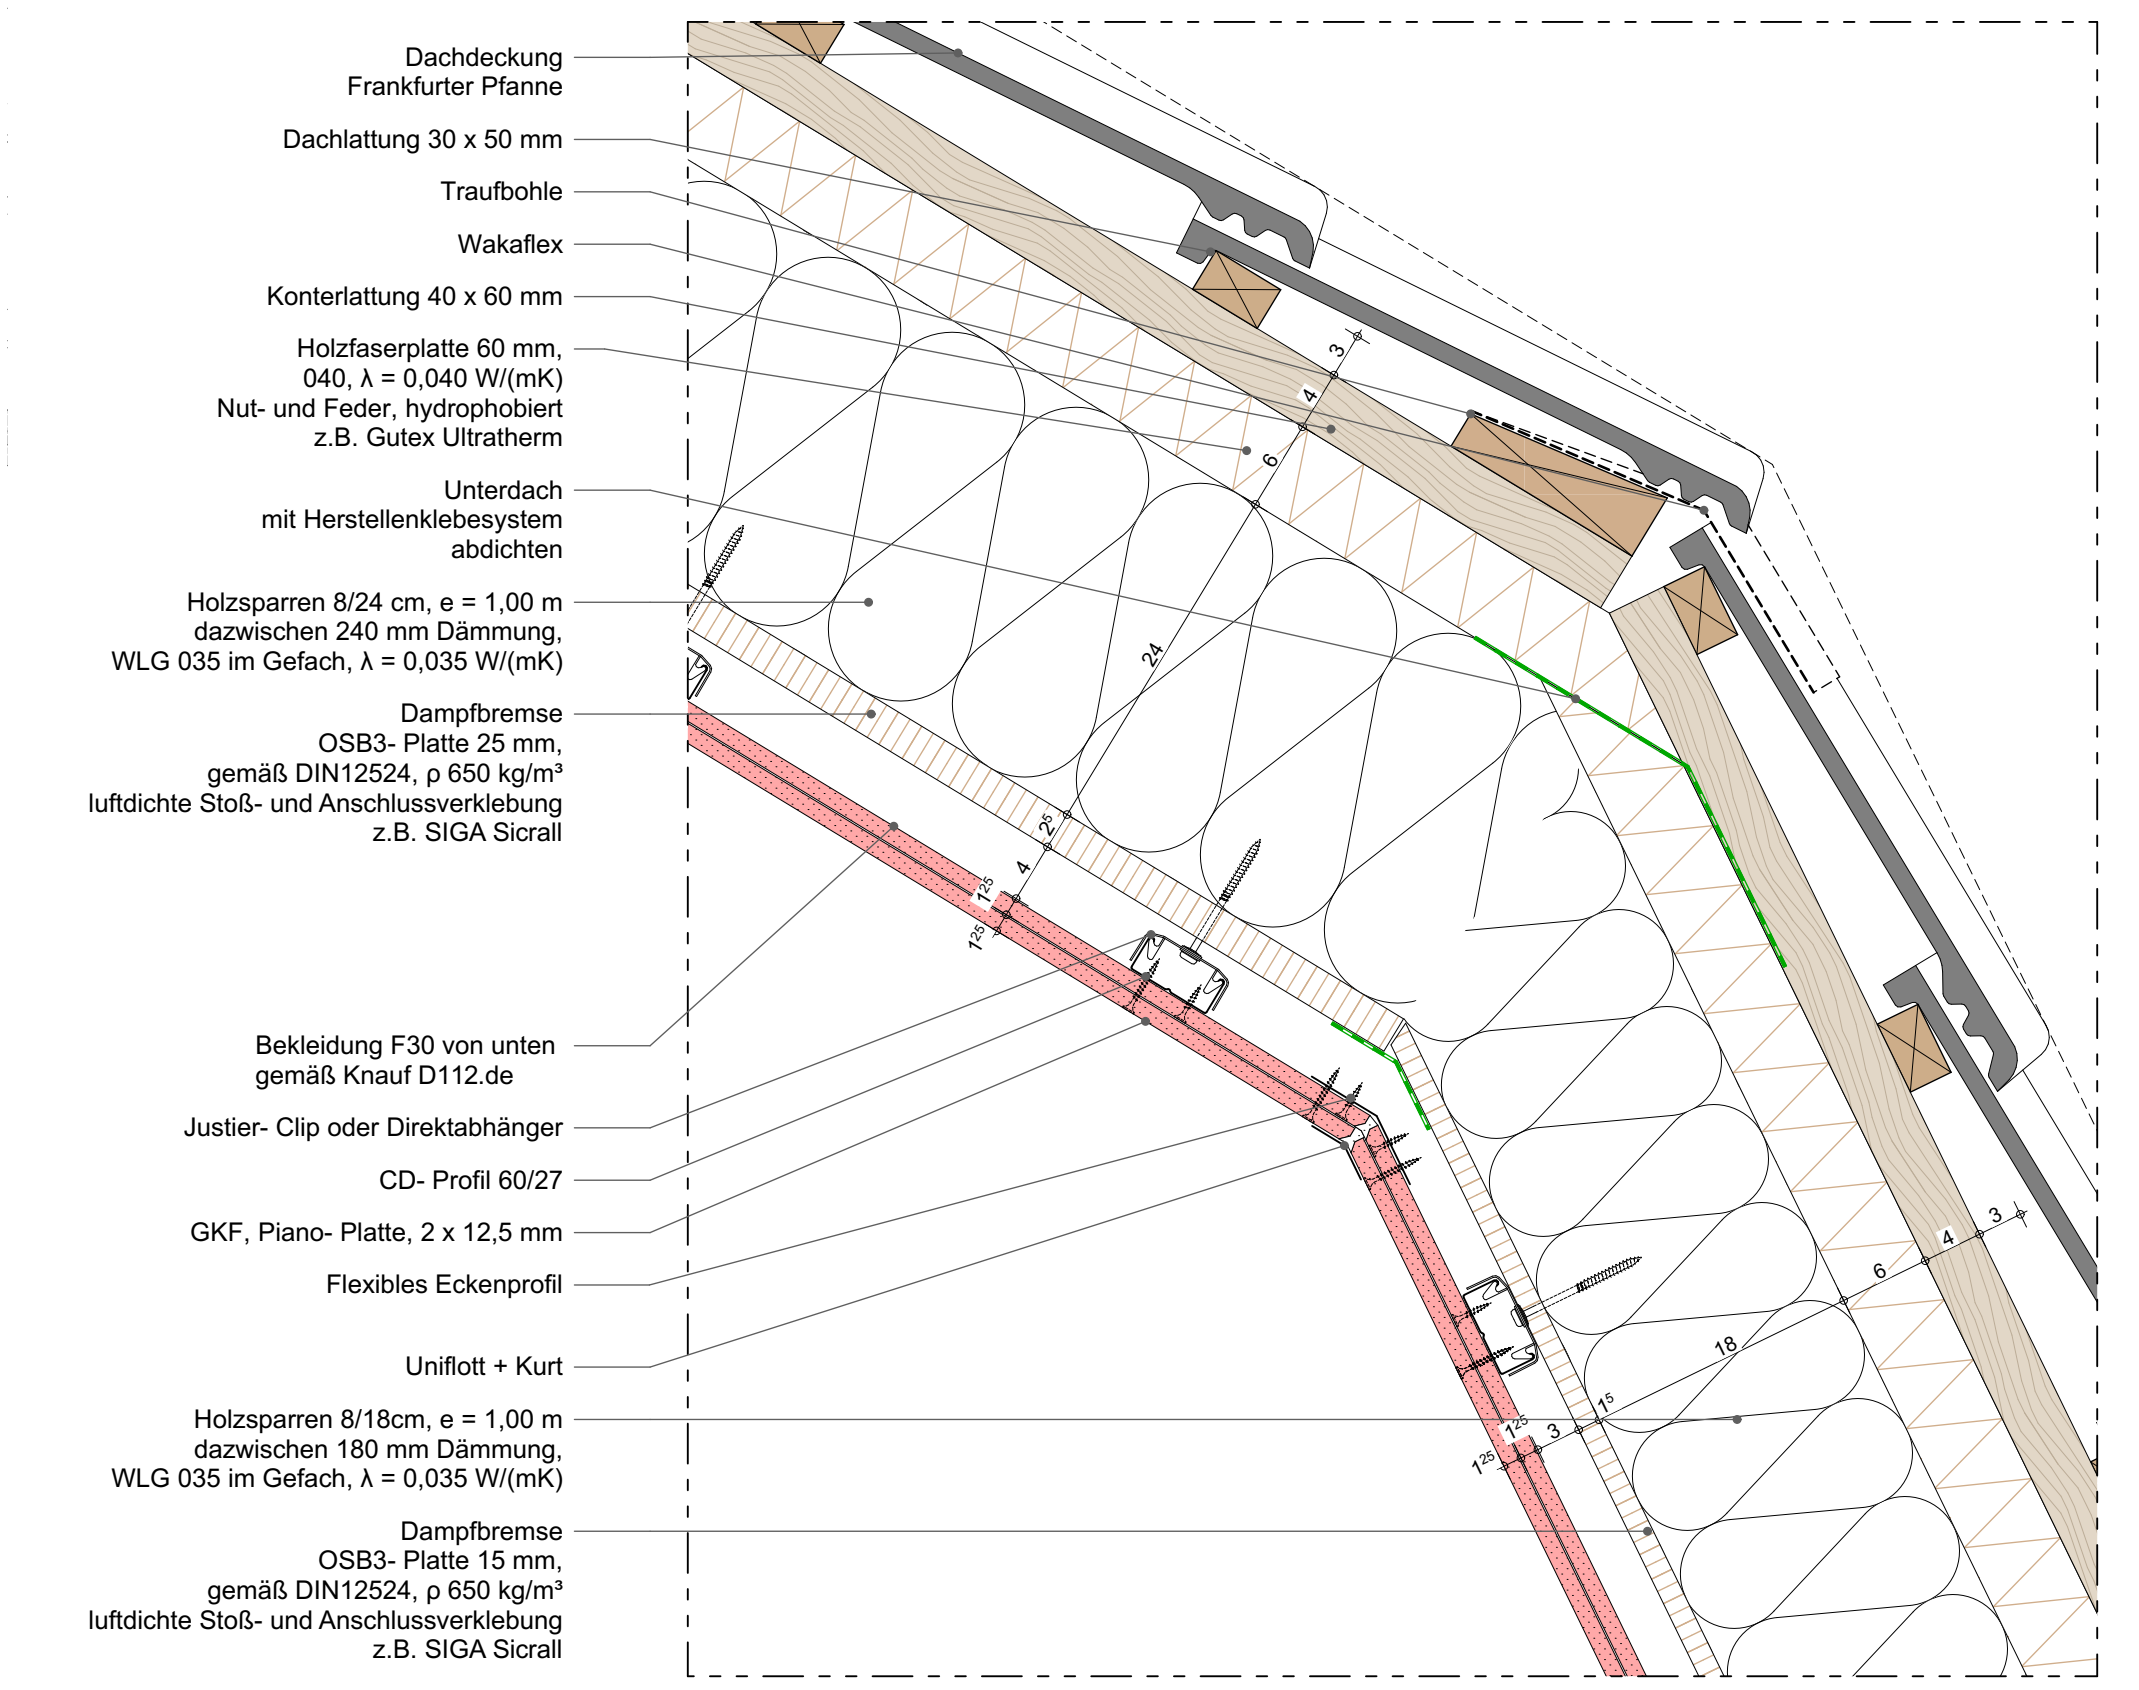 Dachdeckung
Frankfurter Pfanne
Dachlattung 30 x 50 mm
Traufbohle
Wakaflex
Konterlattung 40 x 60 mm
Holzfaserplatte 60 mm,
040, λ = 0,040 W/(mK)
Nut- und Feder, hydrophobiert
z.B. Gutex Ultratherm
Unterdach
mit Herstellenklebesystem
abdichten
Holzsparren 8/24 cm, e = 1,00 m
dazwischen 240 mm Dämmung,
WLG 035 im Gefach, λ = 0,035 W/(mK)
Dampfbremse
OSB3- Platte 25 mm,
gemäß DIN12524, ρ 650 kg/m³
luftdichte Stoß- und Anschlussverklebung
z.B. SIGA Sicrall
Bekleidung F30 von unten
gemäß Knauf D112.de
Justier- Clip oder Direktabhänger
CD- Profil 60/27
GKF, Piano- Platte, 2 x 12,5 mm
Flexibles Eckenprofil
Uniflott + Kurt
Holzsparren 8/18cm, e = 1,00 m
dazwischen 180 mm Dämmung,
WLG 035 im Gefach, λ = 0,035 W/(mK)
Dampfbremse
OSB3- Platte 15 mm,
gemäß DIN12524, ρ 650 kg/m³
luftdichte Stoß- und Anschlussverklebung
z.B. SIGA Sicrall
3
4
6
24
2⁵
4
1²⁵
1²⁵
3
4
6
18
1⁵
3
1²⁵
1²⁵